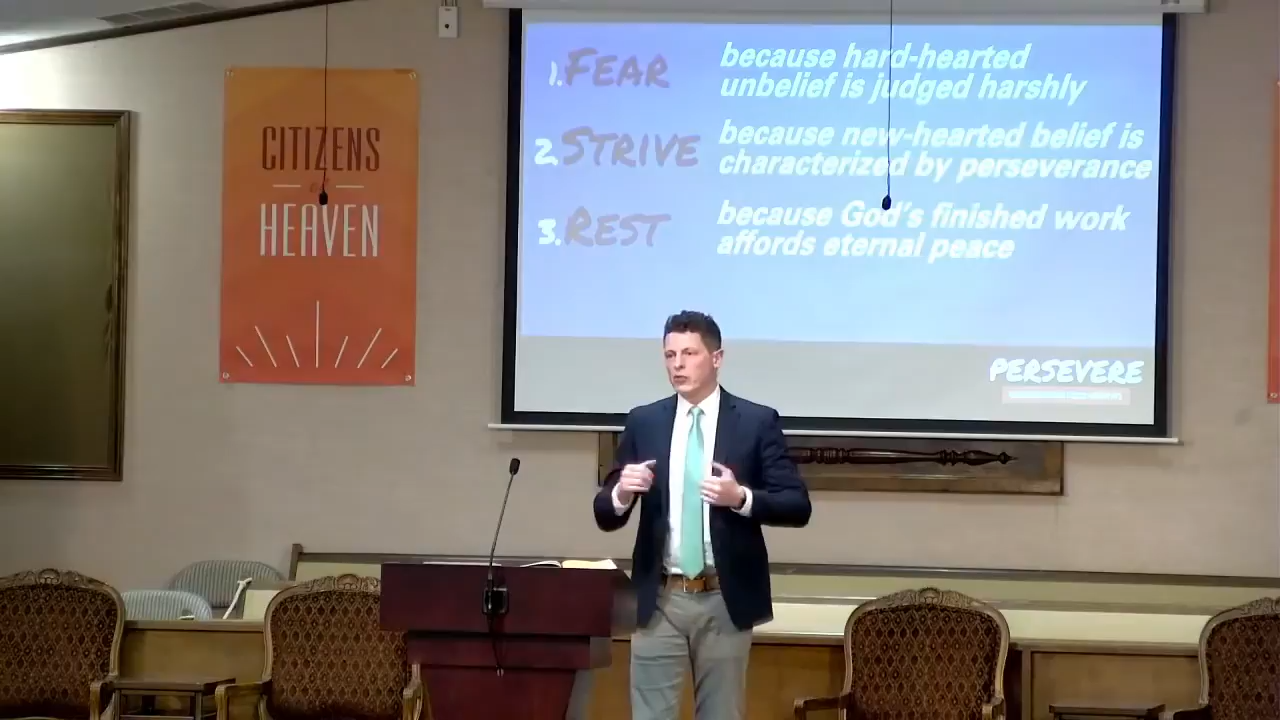 CITIZENS
of
HEAVEN
1. FEAR
because hard-hearted
unbelief is judged harshly
2. STRIVE
because new-hearted belief is
characterized by perseverance
3. REST
because God's finished work
affords eternal peace
PERSEVERE